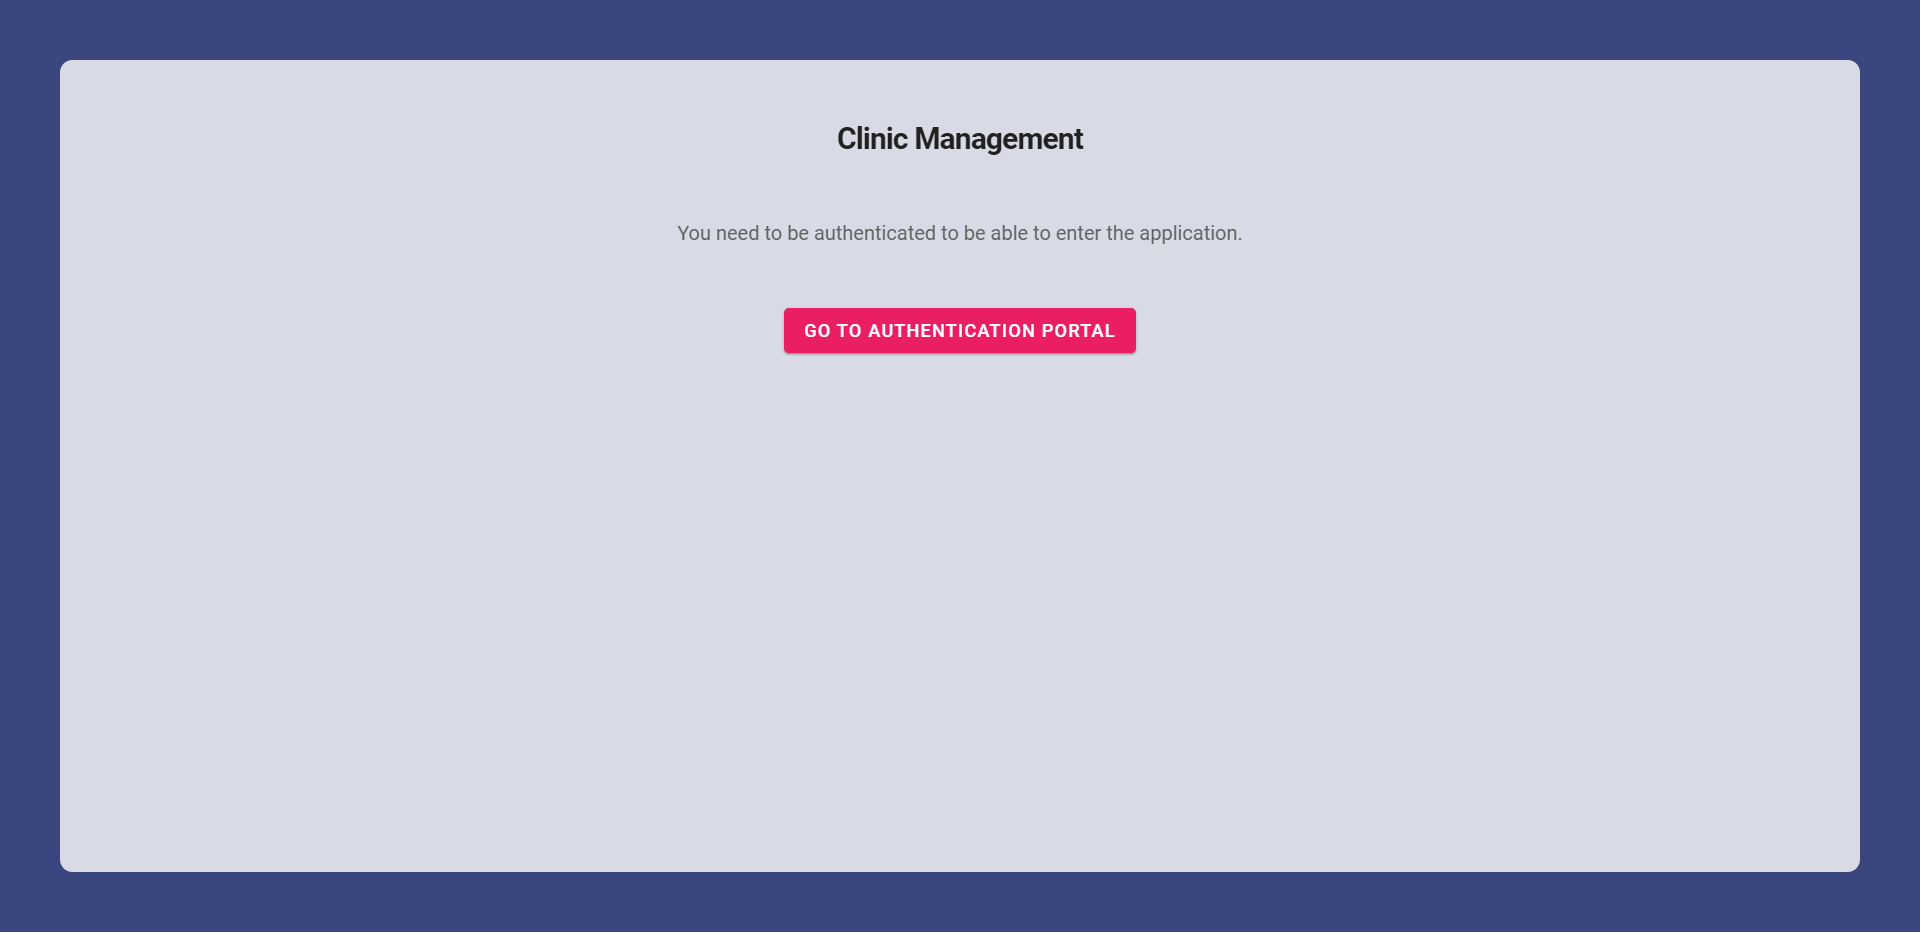 Clinic Management
You need to be authenticated to be able to enter the application.
GO TO AUTHENTICATION PORTAL